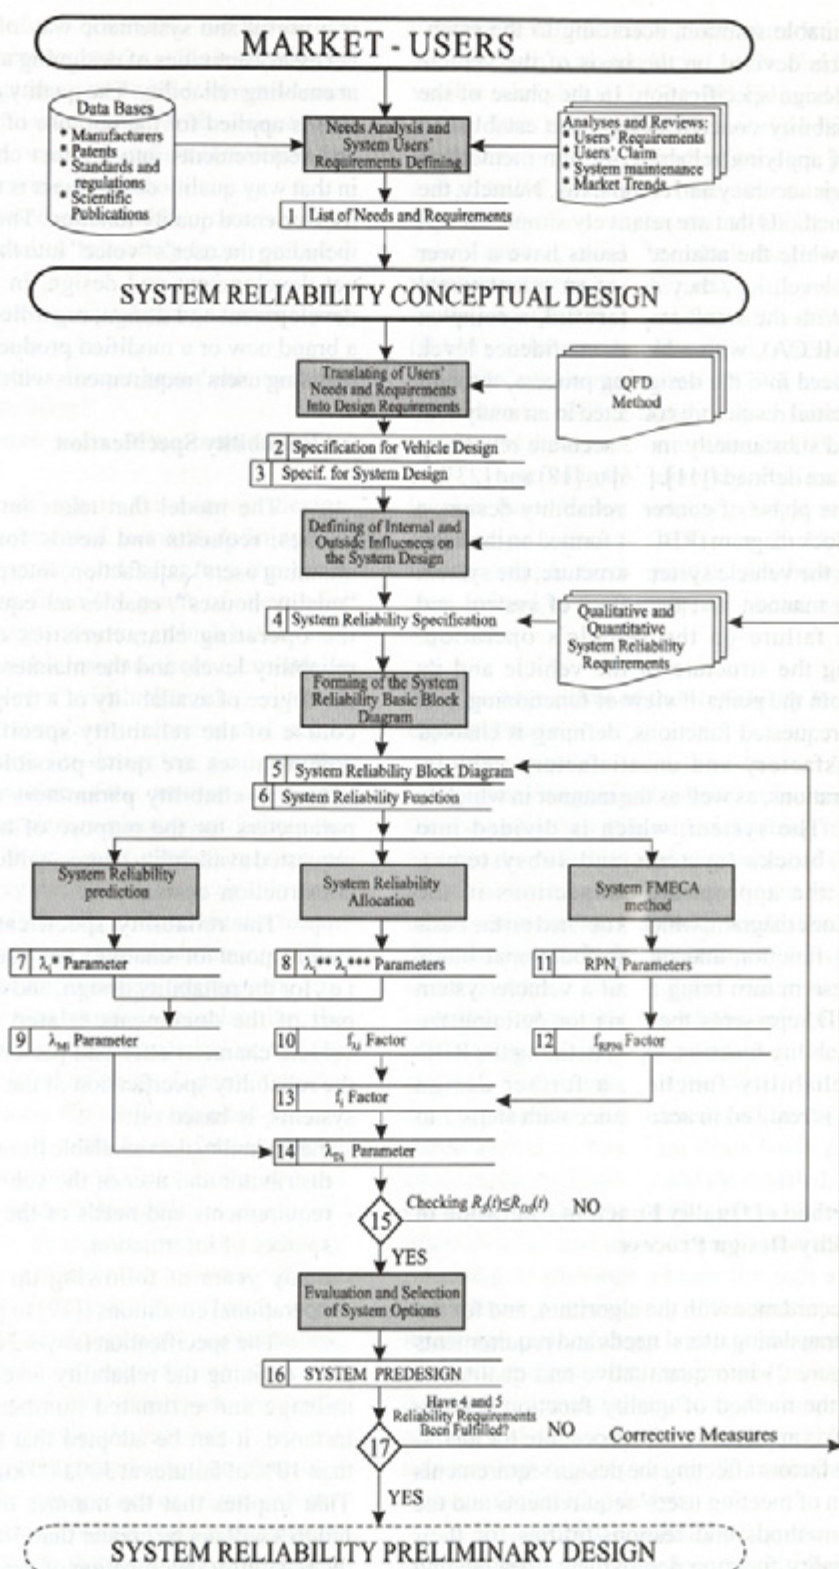 MARKET - USERS
Data Bases
* Manufacturer
* Patents
* Standards and
regulations
* Scientific
Publications
Needs Analysis and
System Users'
Requirements Defining
Analyses and Reviews:
* Users' Requirements
* Users' Claim
* System maintenance
* Market Trends
1 List of Needs and Requirements
SYSTEM RELIABILITY CONCEPTUAL DESIGN
Translating of Users'
Needs and Requirements
Into Design Requirements
QFD
Method
2 Specification for Vehicle Design
3 Specif. for System Design
Defining of Internal and
Outside Influences on
the System Design
4 System Reliability Specification
Qualitative and
Quantitative
System Reliability
Requirements
Forming of the System
Reliability Basic Block
Diagram
5 System Reliability Block Diagram
6 System Reliability Function
System Reliability
prediction
System Reliability
Allocation
System FMECA
method
7 λi* Parameter
8 λi** λi*** Parameters
11 RPNi Parameters
9 Parameter
10 Factor
12 Factor
13 fi Factor
14 Parameter
Checking
NO
15
YES
Evaluation and Selection
of System Options
16 SYSTEM PREDESIGN
Have 4 and 5
Reliability Requirements
Been Fulfilled?
NO
Corrective Measures
17
YES
SYSTEM RELIABILITY PRELIMINARY DESIGN